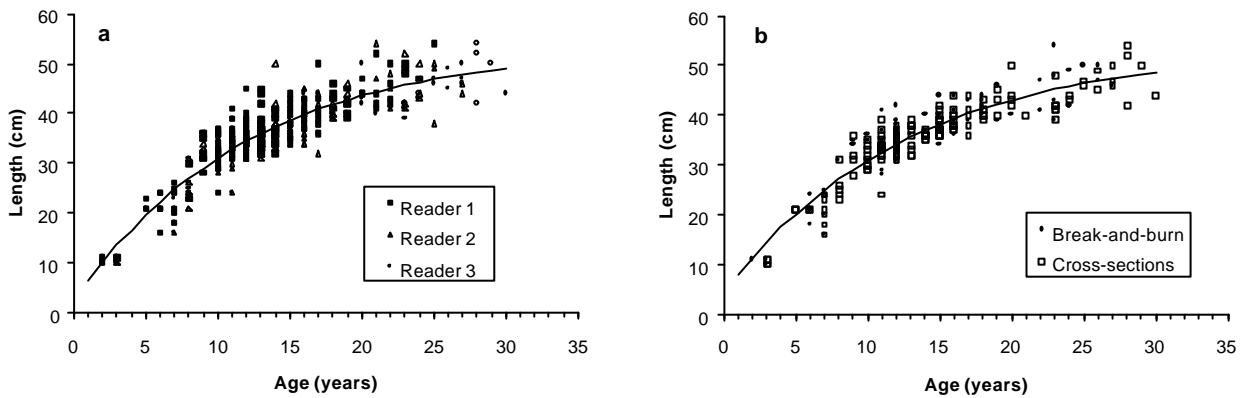 a
Length (cm)
60
50
40
30
20
10
0
Reader 1
Reader 2
Reader 3
0 5 10 15 20 25 30 35
Age (years)
b
Length (cm)
60
50
40
30
20
10
0
Break-and-burn
Cross-sections
0 5 10 15 20 25 30 35
Age (years)